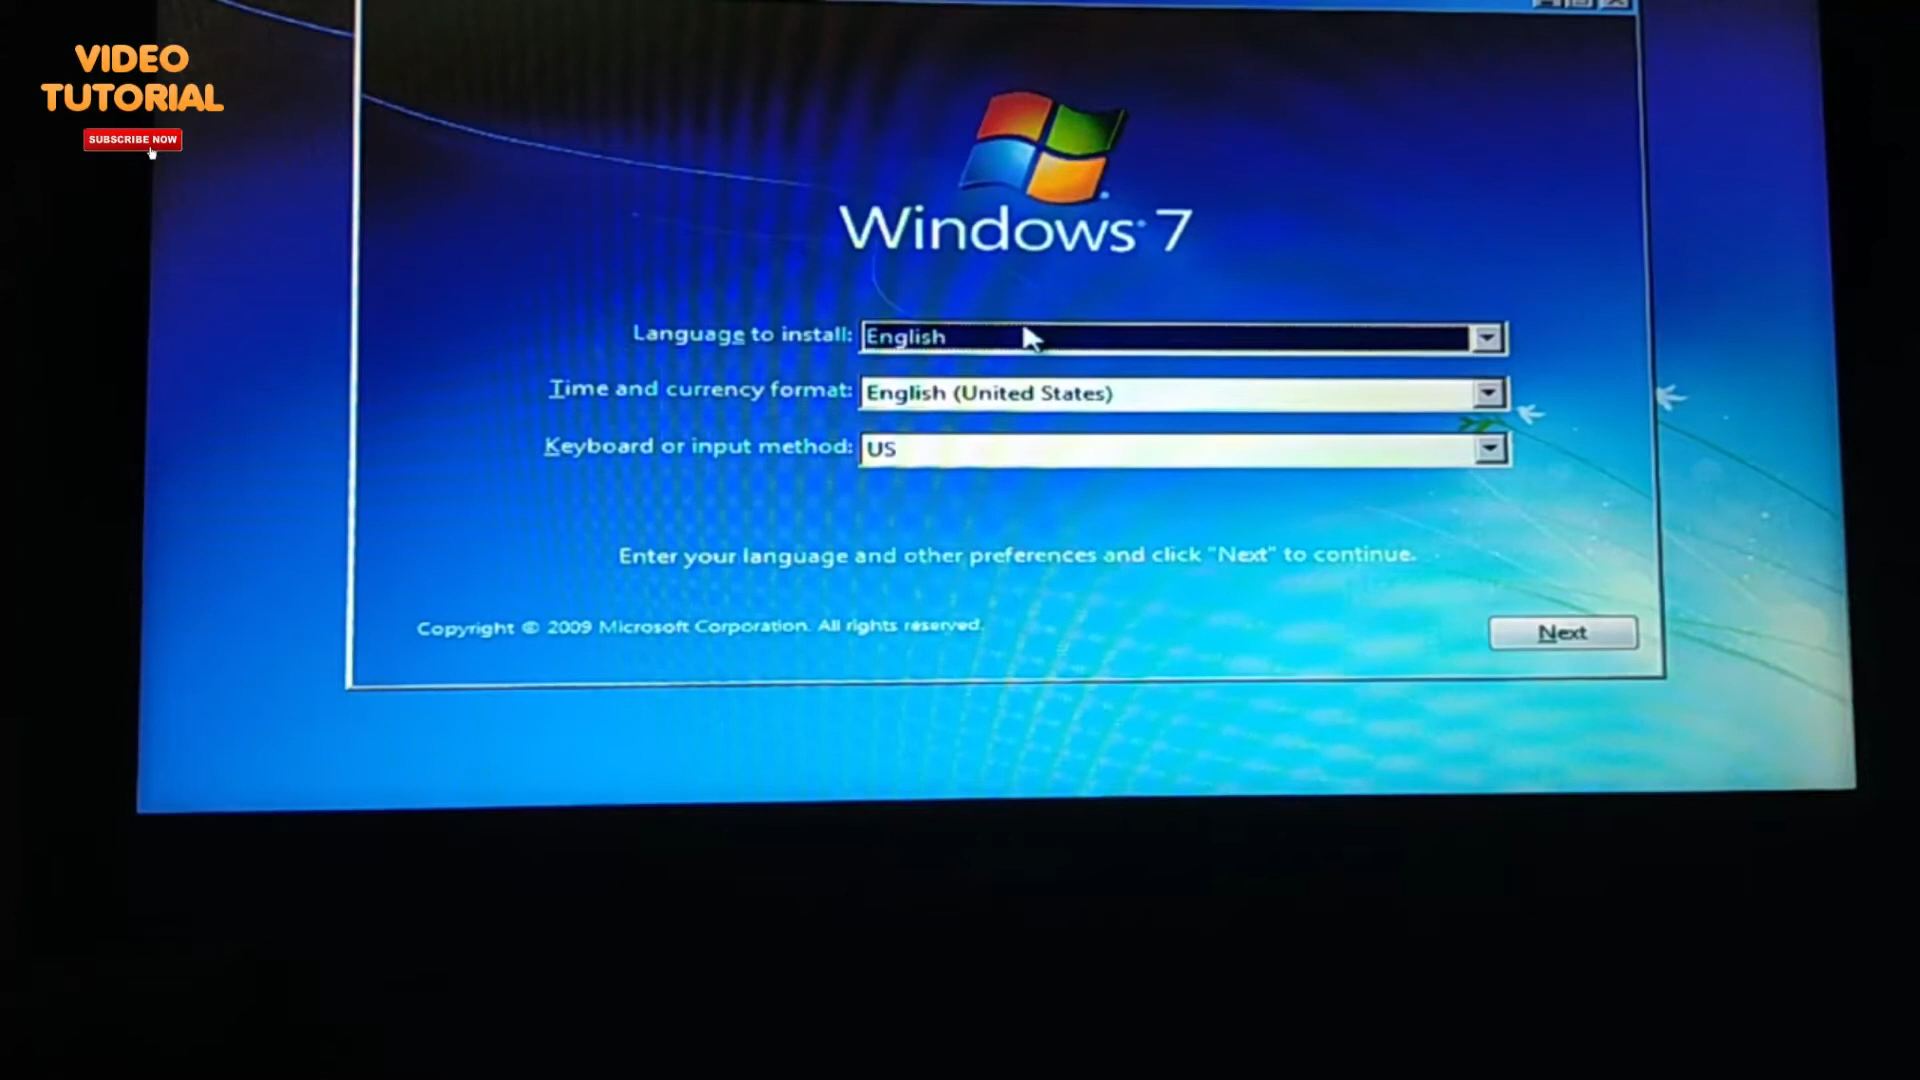 VIDEO
TUTORIAL
SUBSCRIBE NOW
Windows 7
Language to install: English
Time and currency format: English (United States)
Keyboard or input method: US
Enter your language and other preferences and click "Next" to continue.
Copyright © 2009 Microsoft Corporation. All rights reserved.
Next